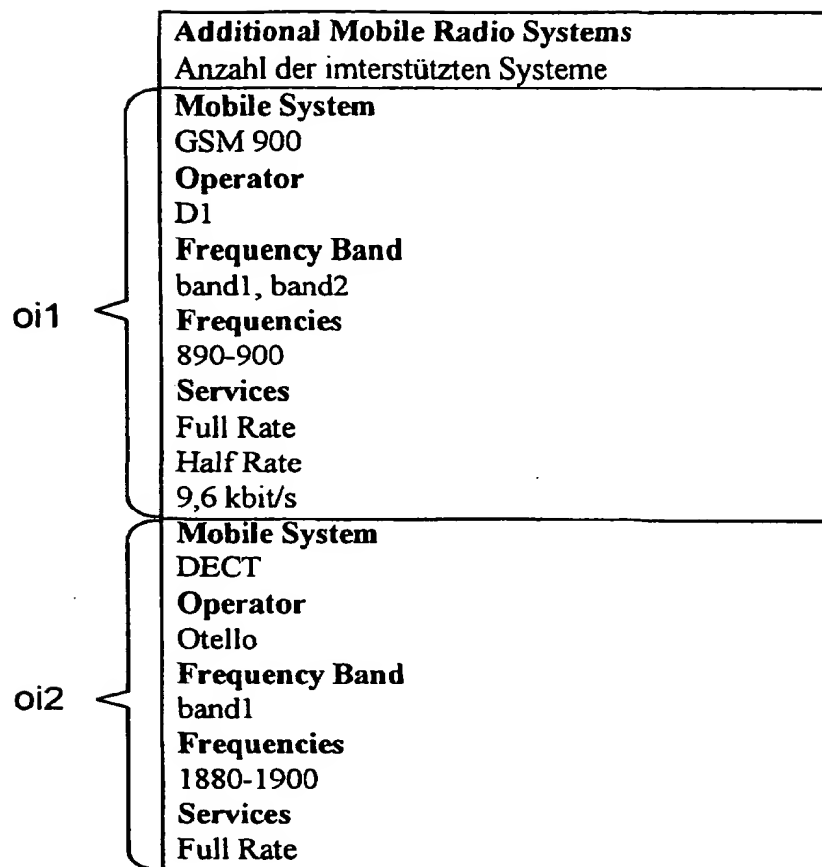 Additional Mobile Radio Systems
Anzahl der imterstützten Systeme
oi1
Mobile System
GSM 900
Operator
D1
Frequency Band
band1, band2
Frequencies
890-900
Services
Full Rate
Half Rate
9,6 kbit/s
oi2
Mobile System
DECT
Operator
Otello
Frequency Band
band1
Frequencies
1880-1900
Services
Full Rate